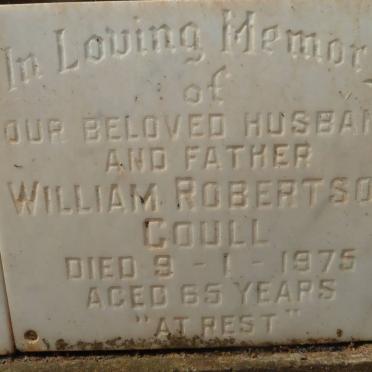 In Loving Memory
of
OUR BELOVED HUSBAN
AND FATHER
WILLIAM ROBERTSO
COULL
DIED 9 - 1 - 1975
AGED 65 YEARS
"AT REST"